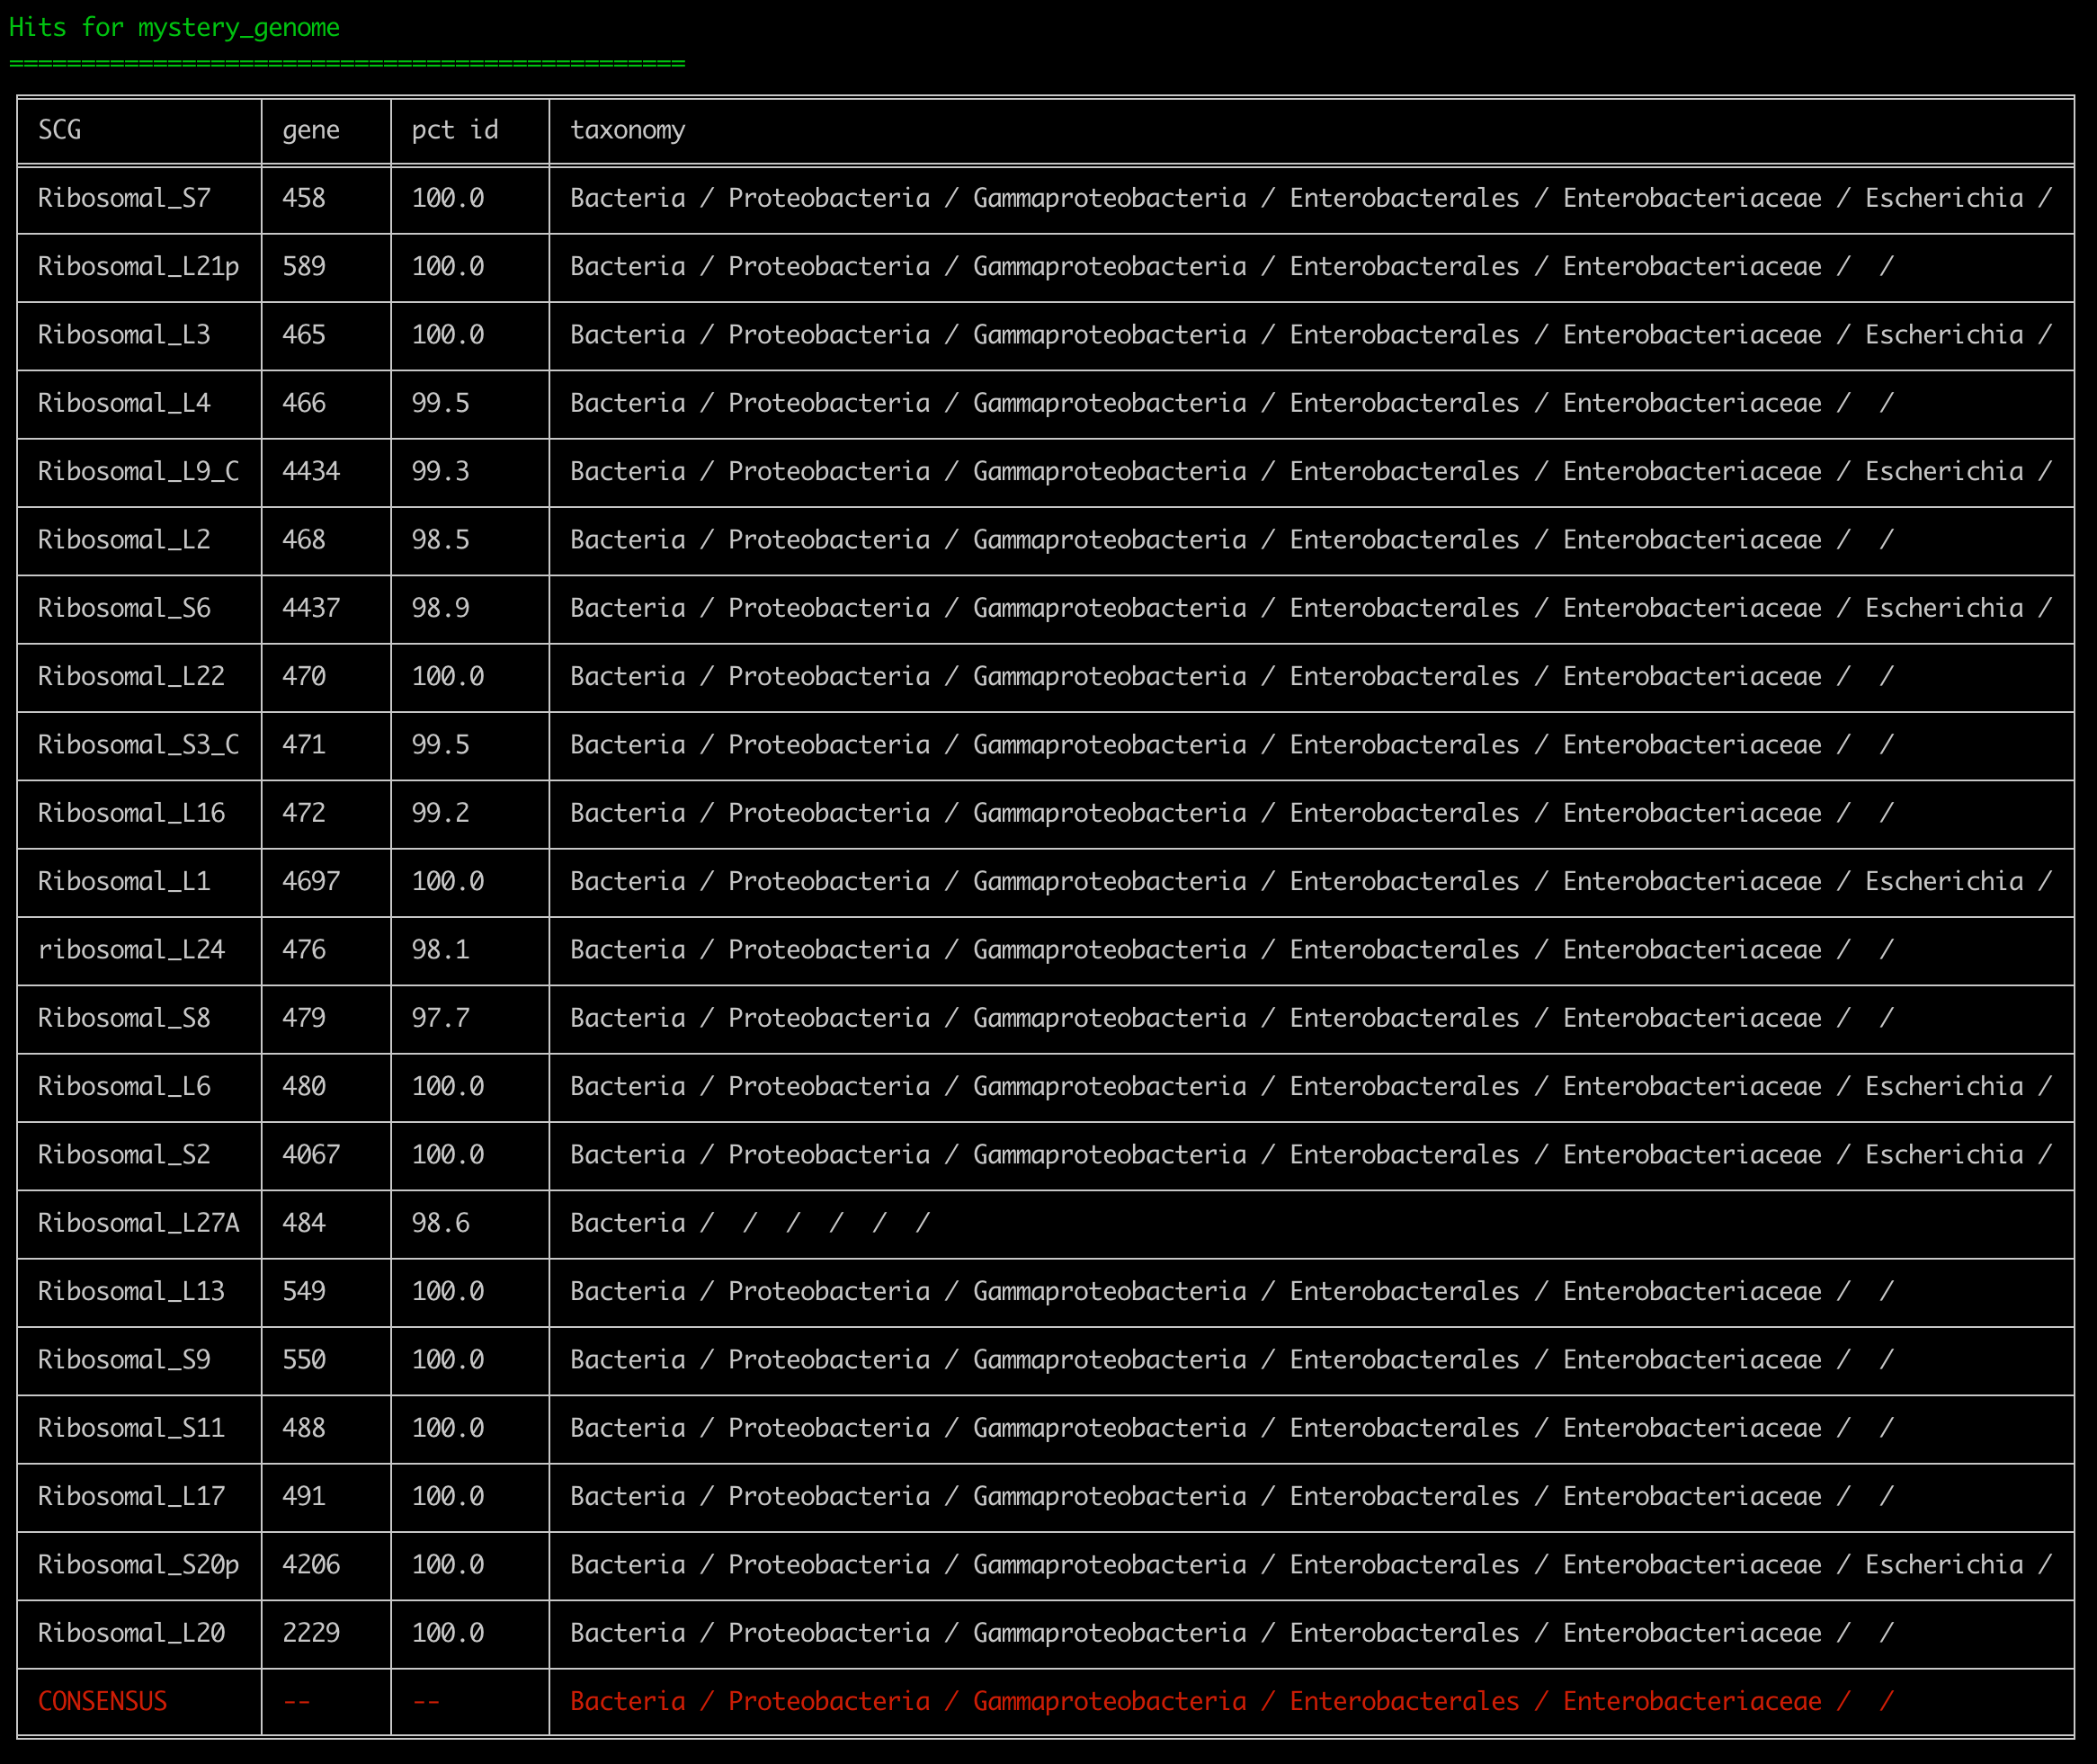 Hits for mystery_genome
===============================================
SCG gene pct id taxonomy
Ribosomal_S7 458 100.0 Bacteria / Proteobacteria / Gammaproteobacteria / Enterobacterales / Enterobacteriaceae / Escherichia /
Ribosomal_L21p 589 100.0 Bacteria / Proteobacteria / Gammaproteobacteria / Enterobacterales / Enterobacteriaceae / /
Ribosomal_L3 465 100.0 Bacteria / Proteobacteria / Gammaproteobacteria / Enterobacterales / Enterobacteriaceae / Escherichia /
Ribosomal_L4 466 99.5 Bacteria / Proteobacteria / Gammaproteobacteria / Enterobacterales / Enterobacteriaceae / /
Ribosomal_L9_C 4434 99.3 Bacteria / Proteobacteria / Gammaproteobacteria / Enterobacterales / Enterobacteriaceae / Escherichia /
Ribosomal_L2 468 98.5 Bacteria / Proteobacteria / Gammaproteobacteria / Enterobacterales / Enterobacteriaceae / /
Ribosomal_S6 4437 98.9 Bacteria / Proteobacteria / Gammaproteobacteria / Enterobacterales / Enterobacteriaceae / Escherichia /
Ribosomal_L22 470 100.0 Bacteria / Proteobacteria / Gammaproteobacteria / Enterobacterales / Enterobacteriaceae / /
Ribosomal_S3_C 471 99.5 Bacteria / Proteobacteria / Gammaproteobacteria / Enterobacterales / Enterobacteriaceae / /
Ribosomal_L16 472 99.2 Bacteria / Proteobacteria / Gammaproteobacteria / Enterobacterales / Enterobacteriaceae / /
Ribosomal_L1 4697 100.0 Bacteria / Proteobacteria / Gammaproteobacteria / Enterobacterales / Enterobacteriaceae / Escherichia /
ribosomal_L24 476 98.1 Bacteria / Proteobacteria / Gammaproteobacteria / Enterobacterales / Enterobacteriaceae / /
Ribosomal_S8 479 97.7 Bacteria / Proteobacteria / Gammaproteobacteria / Enterobacterales / Enterobacteriaceae / /
Ribosomal_L6 480 100.0 Bacteria / Proteobacteria / Gammaproteobacteria / Enterobacterales / Enterobacteriaceae / Escherichia /
Ribosomal_S2 4067 100.0 Bacteria / Proteobacteria / Gammaproteobacteria / Enterobacterales / Enterobacteriaceae / Escherichia /
Ribosomal_L27A 484 98.6 Bacteria / / / / / /
Ribosomal_L13 549 100.0 Bacteria / Proteobacteria / Gammaproteobacteria / Enterobacterales / Enterobacteriaceae / /
Ribosomal_S9 550 100.0 Bacteria / Proteobacteria / Gammaproteobacteria / Enterobacterales / Enterobacteriaceae / /
Ribosomal_S11 488 100.0 Bacteria / Proteobacteria / Gammaproteobacteria / Enterobacterales / Enterobacteriaceae / /
Ribosomal_L17 491 100.0 Bacteria / Proteobacteria / Gammaproteobacteria / Enterobacterales / Enterobacteriaceae / /
Ribosomal_S20p 4206 100.0 Bacteria / Proteobacteria / Gammaproteobacteria / Enterobacterales / Enterobacteriaceae / Escherichia /
Ribosomal_L20 2229 100.0 Bacteria / Proteobacteria / Gammaproteobacteria / Enterobacterales / Enterobacteriaceae / /
CONSENSUS -- -- Bacteria / Proteobacteria / Gammaproteobacteria / Enterobacterales / Enterobacteriaceae / /